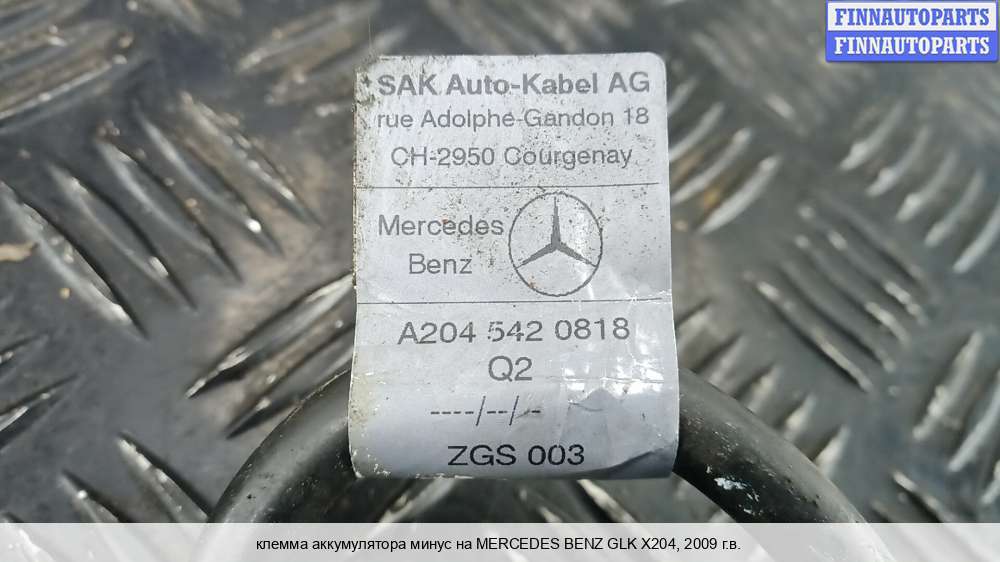 FINNAUTOPARTS
FINNAUTOPARTS
SAK Auto-Kabel AG
rue Adolphe-Gandon 18
CH-2950 Courgenay
Mercedes
Benz
A204 542 0818
Q2
----/--/--
ZGS 003
клемма аккумулятора минус на MERCEDES BENZ GLK X204, 2009 г.в.